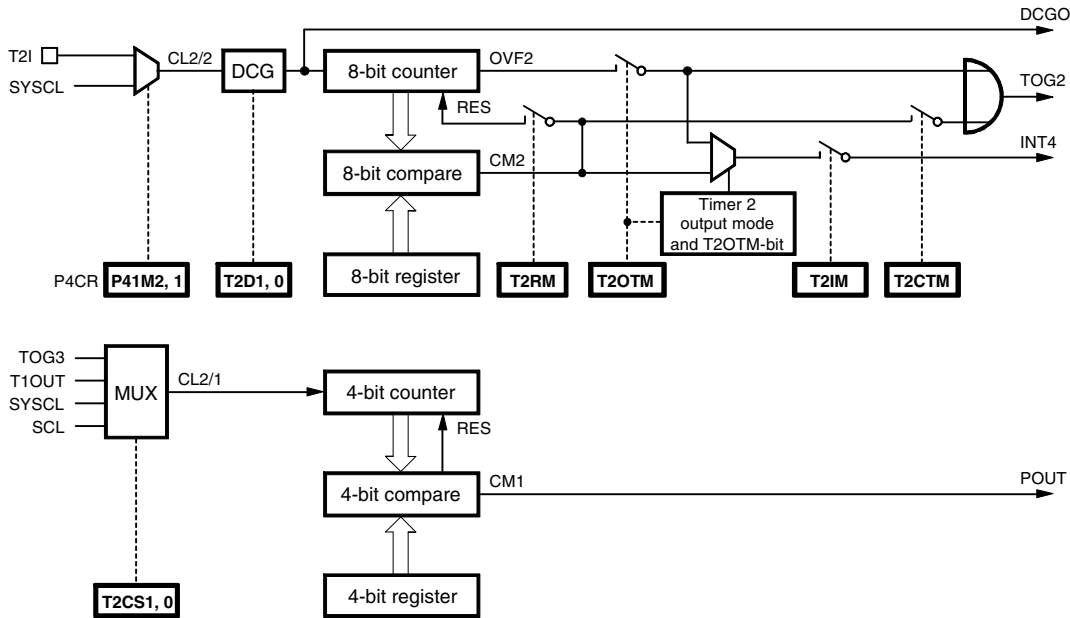 DCGO
T2I
CL2/2
DCG
8-bit counter
OVF2
TOG2
SYSCL
RES
INT4
8-bit compare
CM2
Timer 2
output mode
and T2OTM-bit
P4CR
P41M2, 1
T2D1, 0
8-bit register
T2RM
T2OTM
T2IM
T2CTM
TOG3
T1OUT
SYSCL
SCL
MUX
CL2/1
4-bit counter
RES
4-bit compare
CM1
POUT
T2CS1, 0
4-bit register